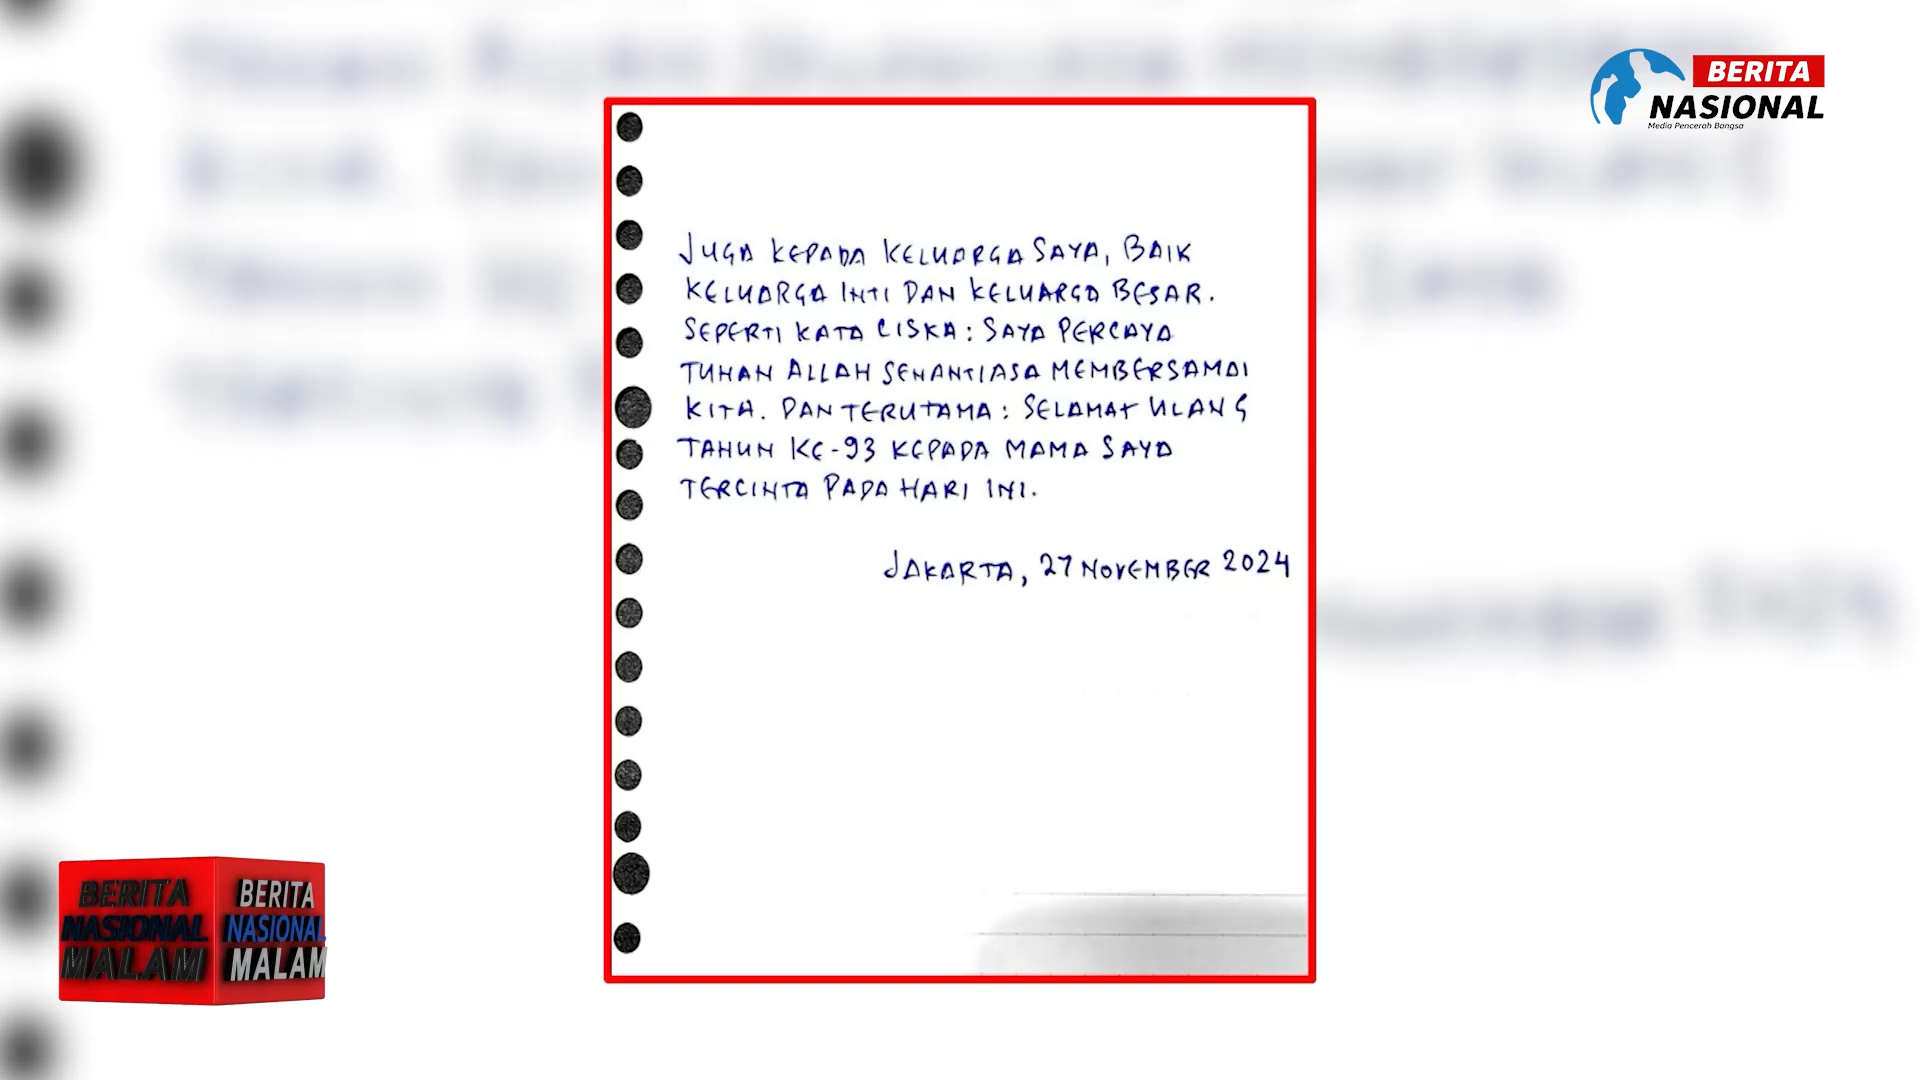 BERITA
NASIONAL
Media Pencerah Bangsa
JUGA KEPADA KELUARGA SAYA, BAIK
KELUARGA INTI DAN KELUARGA BESAR.
SEPERTI KATA CISKA: SAYA PERCAYA
TUHAN ALLAH SENANTIASA MEMBERSAMAI
KITA. DAN TERUTAMA: SELAMAT ULANG
TAHUN KE-93 KEPADA MAMA SAYA
TERCINTA PADA HARI INI.
JAKARTA, 27 NOVEMBER 2024
BERITA
NASIONAL
MALAM
BERITA
NASIONAL
MALAM